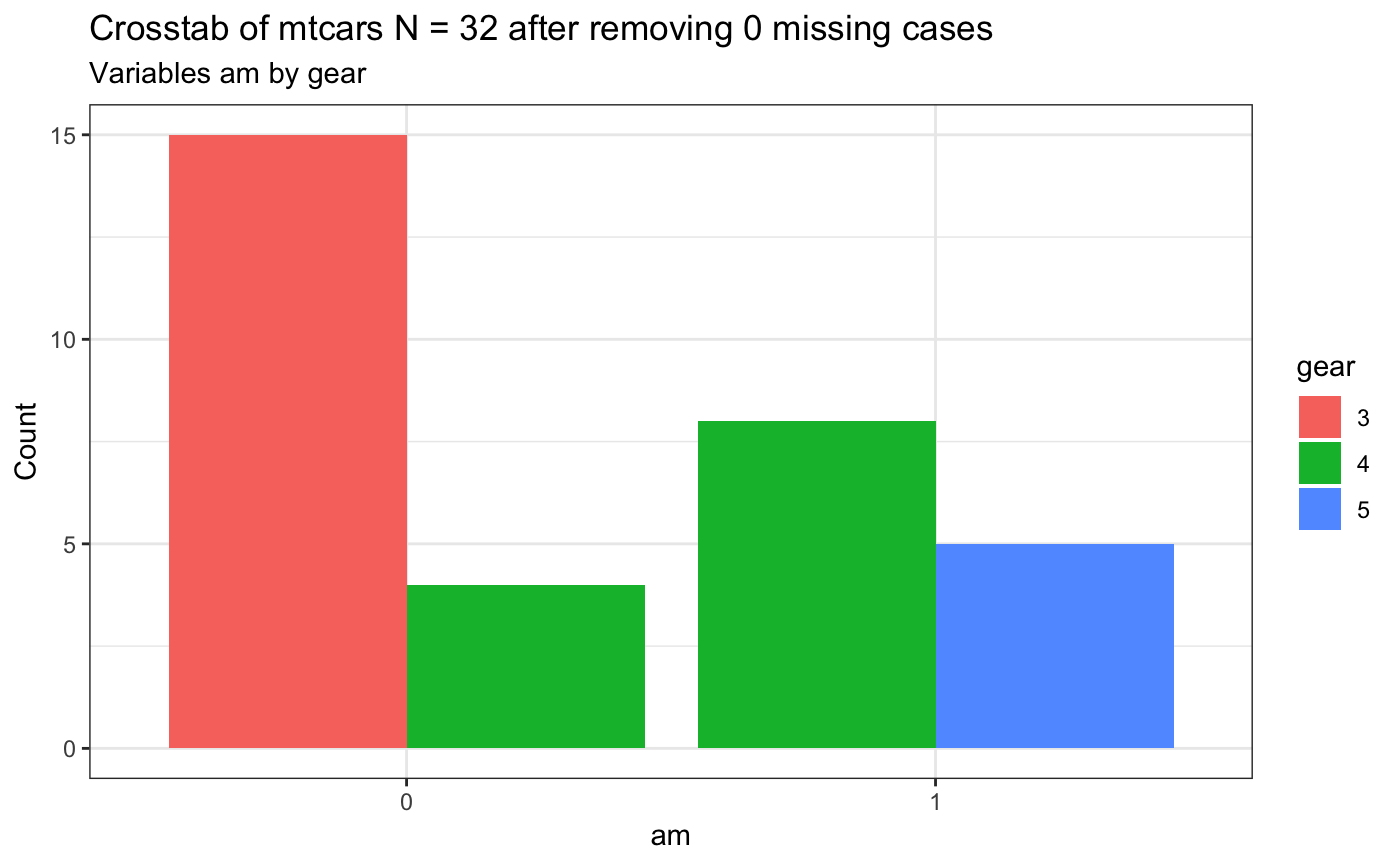 Crosstab of mtcars N = 32 after removing 0 missing cases
Variables am by gear
15
10
5
0
Count
0
1
am
gear
3
4
5